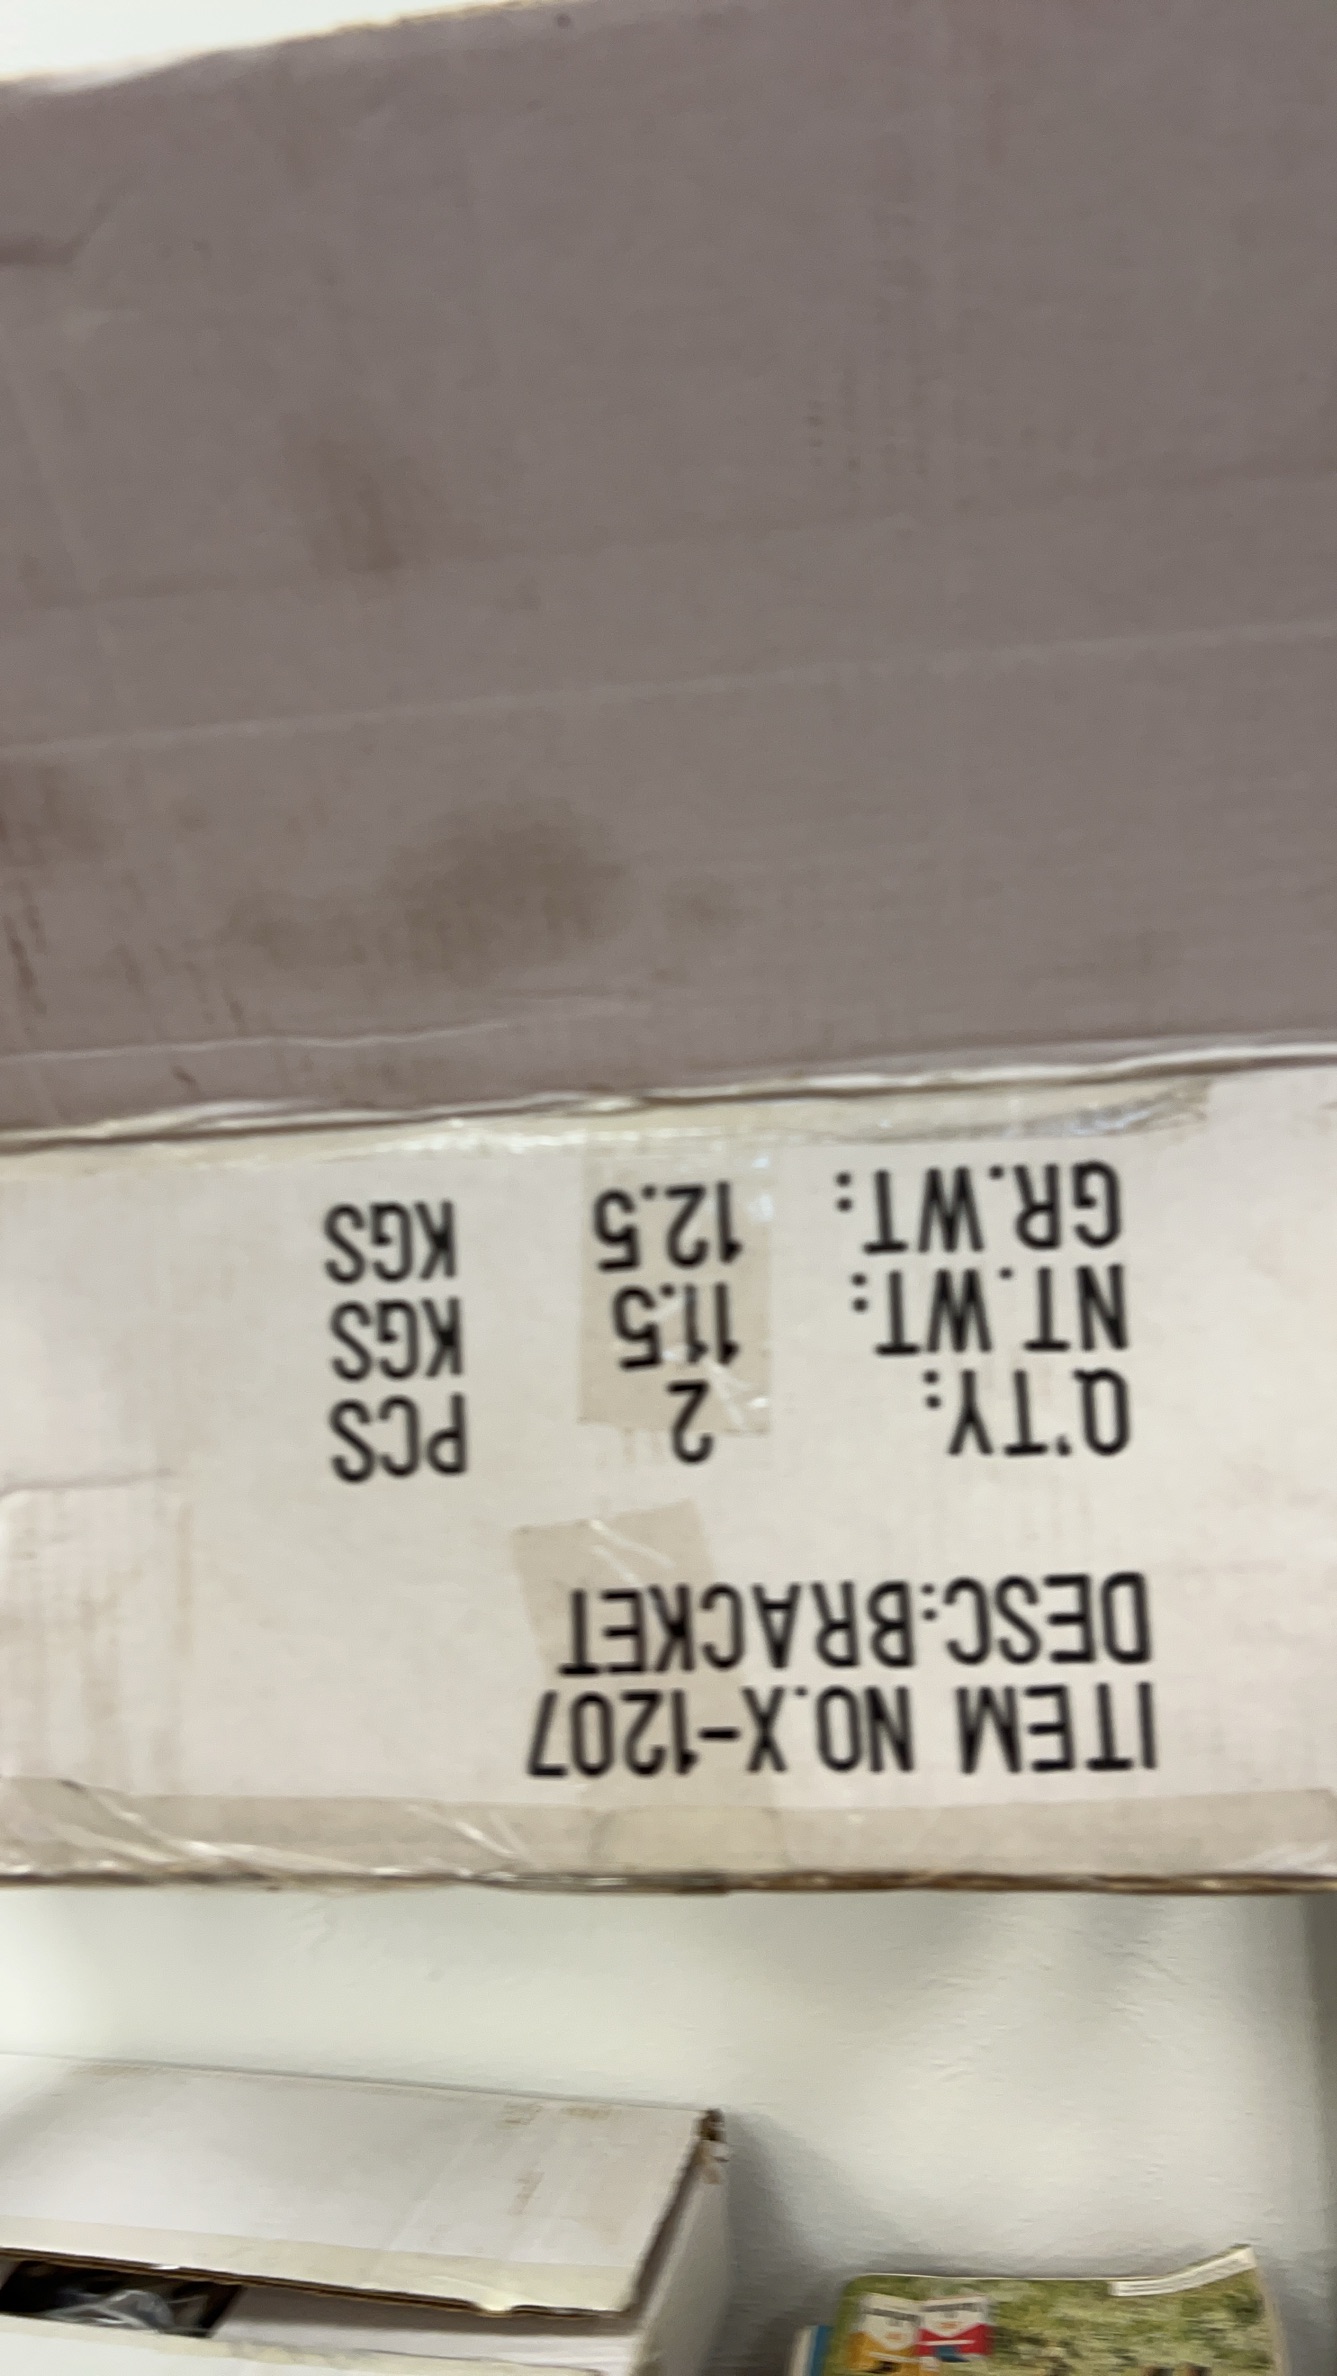 ITEM NO.X-1207
DESC:BRACKET
Q'TY: 2 PCS
NT.WT: 11.5 KGS
GR.WT: 12.5 KGS